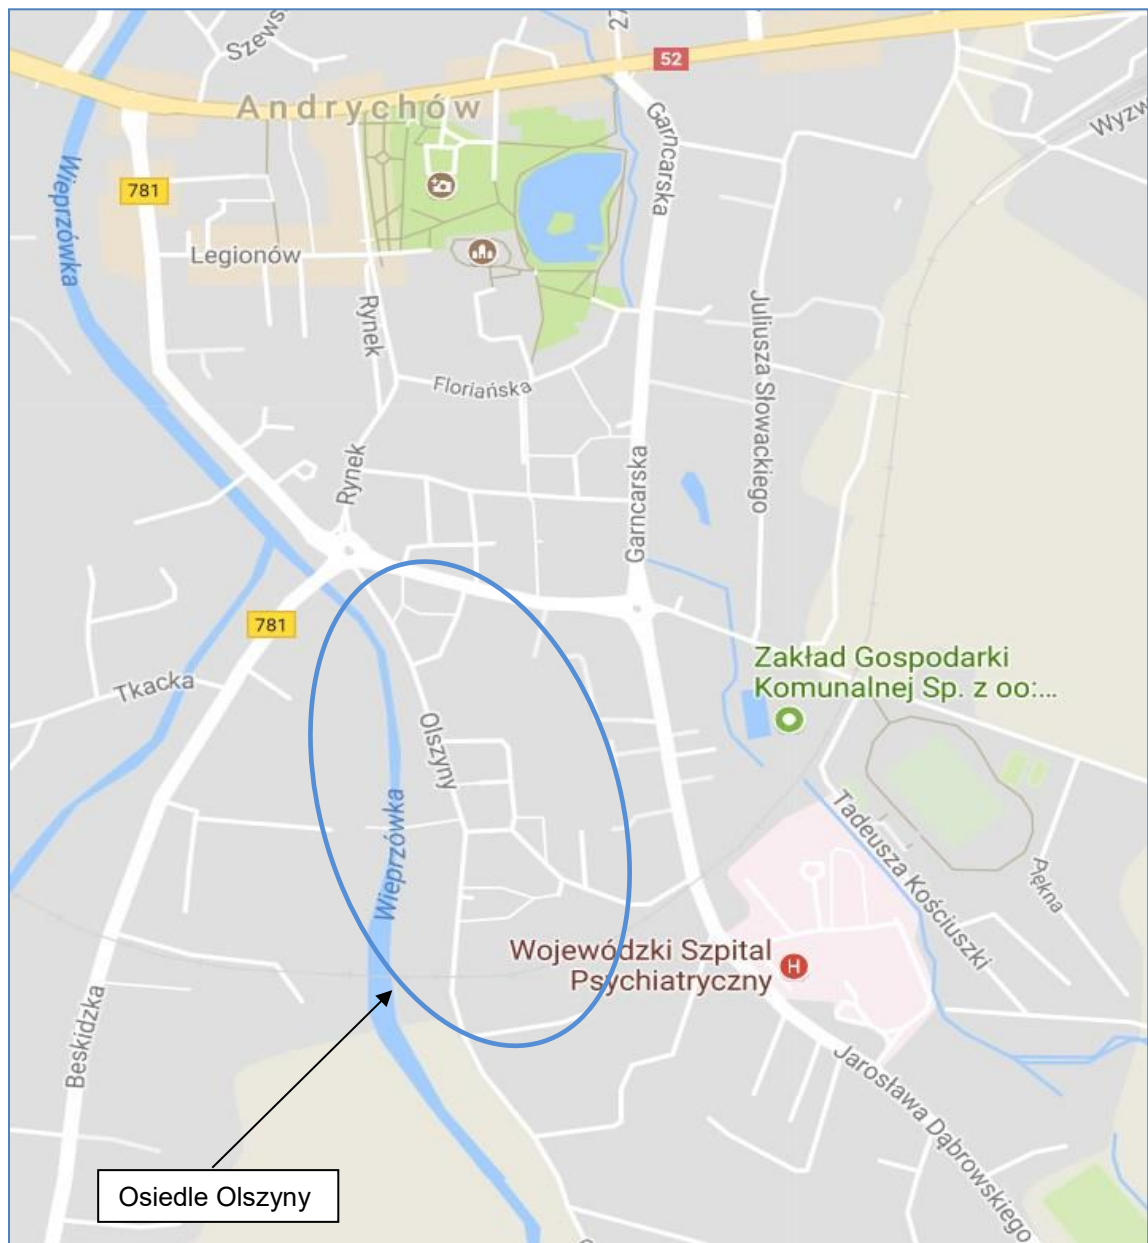 Szews
27
52
Andrychów
Garncarska
Wyzw
Wieprzówka
781
Legionów
Rynek
Juliusza Słowackiego
Floriańska
Rynek
Garncarska
781
Zakład Gospodarki
Komunalnej Sp. z oo:...
Tkacka
Olszyny
Wieprzówka
Tadeusza Kościuszki
Piękna
Wojewódzki Szpital
Psychiatryczny
H
Beskidzka
Jarosława Dąbrowskiego
Osiedle Olszyny